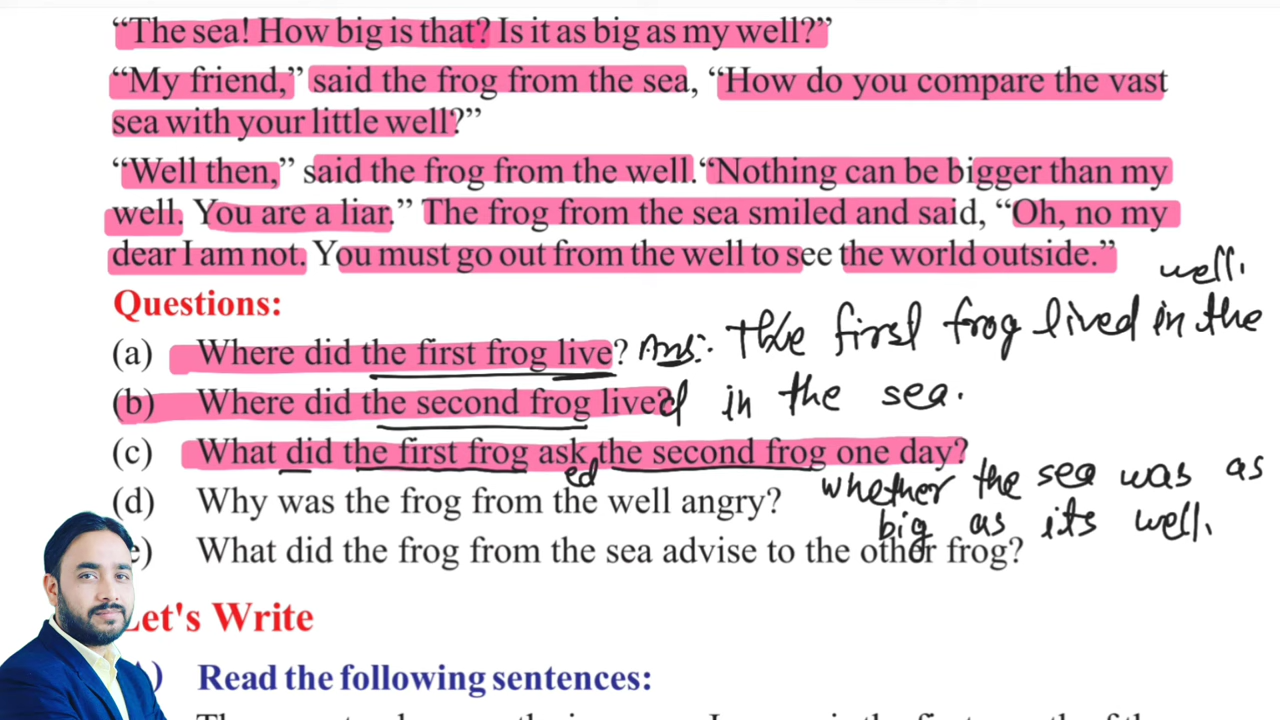 “The sea! How big is that? Is it as big as my well?”
“My friend,” said the frog from the sea, “How do you compare the vast
sea with your little well?”
“Well then,” said the frog from the well. “Nothing can be bigger than my
well. You are a liar.” The frog from the sea smiled and said, “Oh, no my
dear I am not. You must go out from the well to see the world outside.”
well.
Questions:
(a) Where did the first frog live? Ans:- The first frog lived in the
(b) Where did the second frog live? d in the sea.
(c) What did the first frog ask the second frog one day?
ed whether the sea was as
(d) Why was the frog from the well angry?
big as its well.
e) What did the frog from the sea advise to the other frog?
Let's Write
) Read the following sentences: